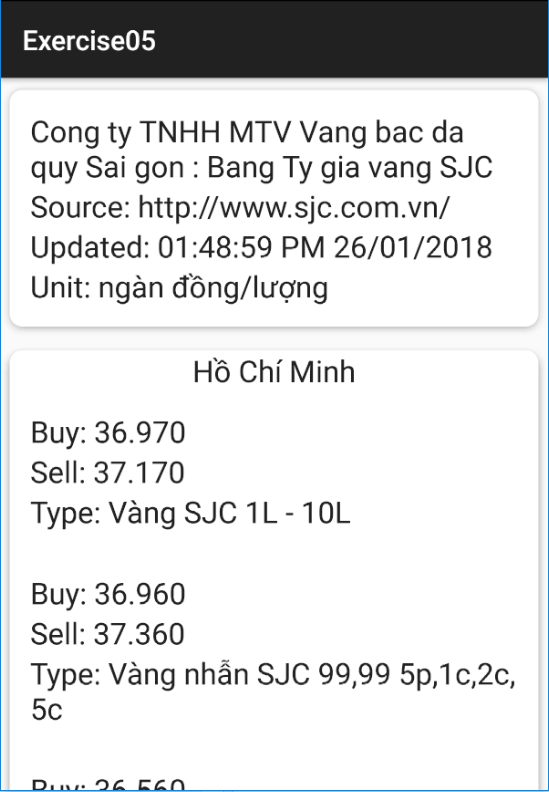 Exercise05
Cong ty TNHH MTV Vang bac da
quy Sai gon : Bang Ty gia vang SJC
Source: http://www.sjc.com.vn/
Updated: 01:48:59 PM 26/01/2018
Unit: ngàn đồng/lượng
Hồ Chí Minh
Buy: 36.970
Sell: 37.170
Type: Vàng SJC 1L - 10L
Buy: 36.960
Sell: 37.360
Type: Vàng nhẫn SJC 99,99 5p,1c,2c,
5c
Buy: 36.560